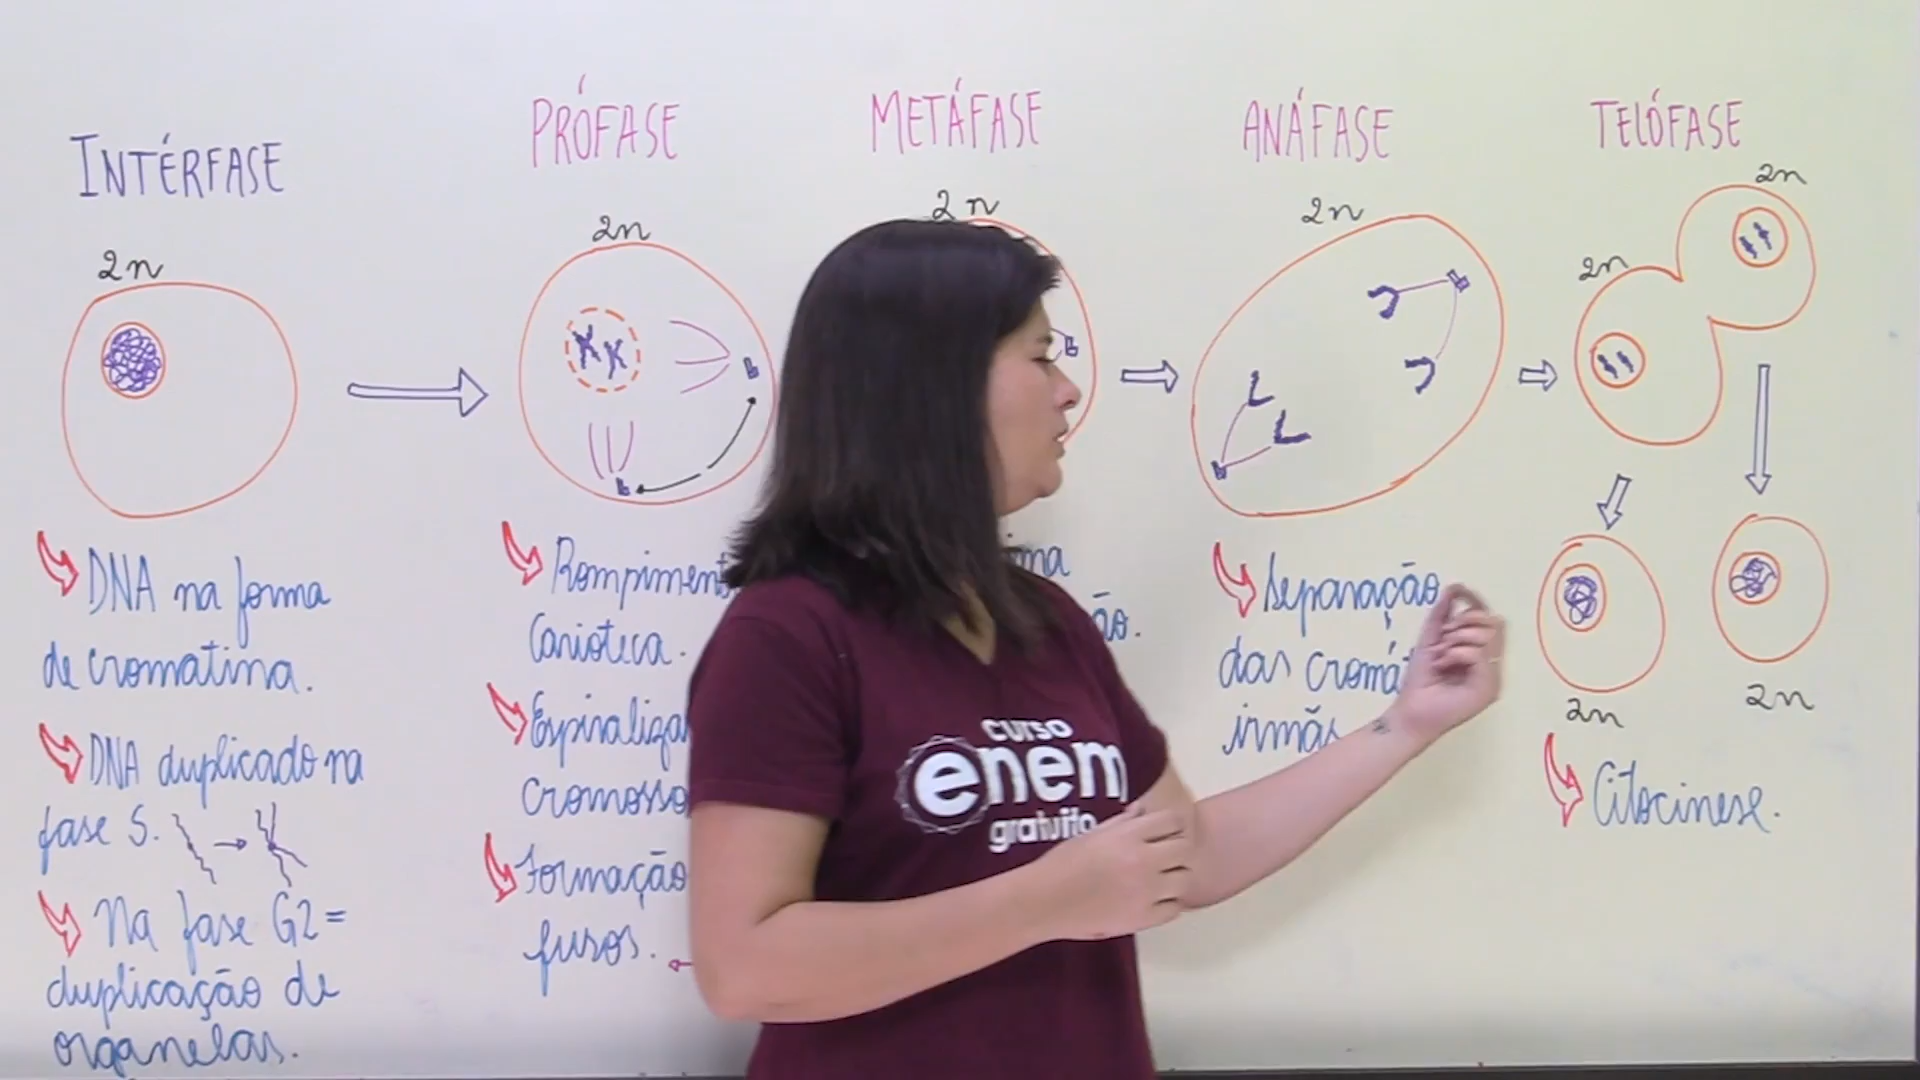 INTÉRFASE
2n
DNA na forma
de cromatina.
DNA duplicado na
fase S.
Na fase G2 =
duplicação de
organelas.
PRÓFASE
2n
Rompimento
Carioteca.
fusos.
Formação
METÁFASE
2n
ANÁFASE
2n
Separação
das
irmãs
TELÓFASE
2n
2n
2n
2n
Citocinese.
curso
enem
gratuito